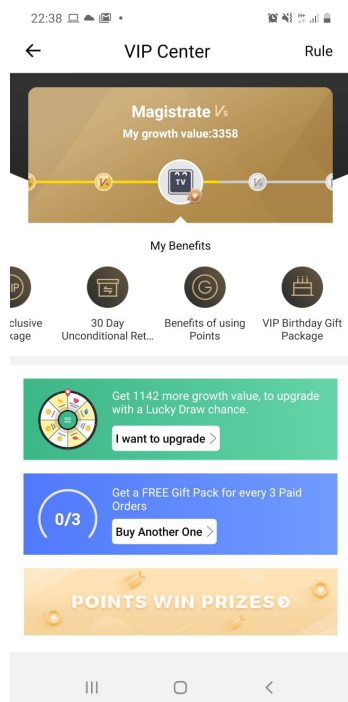 22:38
VIP Center
Rule
Magistrate V5
My growth value:3358
TV
My Benefits
clusive
kage
30 Day
Unconditional Ret...
Benefits of using
Points
VIP Birthday Gift
Package
Get 1142 more growth value, to upgrade
with a Lucky Draw chance.
I want to upgrade >
Get a FREE Gift Pack for every 3 Paid
Orders
0/3
Buy Another One >
POINTS WIN PRIZES